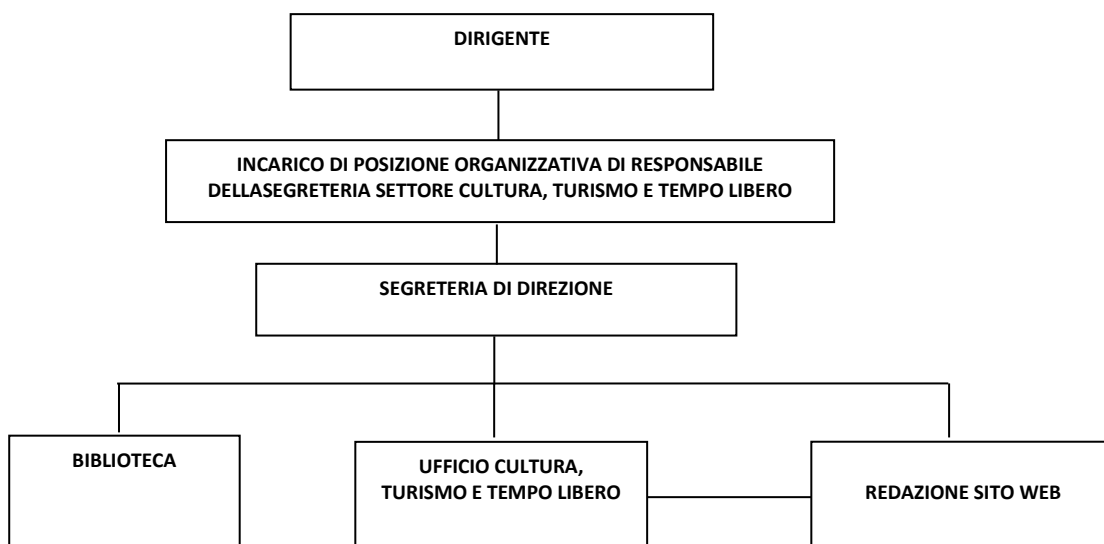 DIRIGENTE
INCARICO DI POSIZIONE ORGANIZZATIVA DI RESPONSABILE
DELLASEGRETERIA SETTORE CULTURA, TURISMO E TEMPO LIBERO
SEGRETERIA DI DIREZIONE
BIBLIOTECA
UFFICIO CULTURA,
TURISMO E TEMPO LIBERO
REDAZIONE SITO WEB